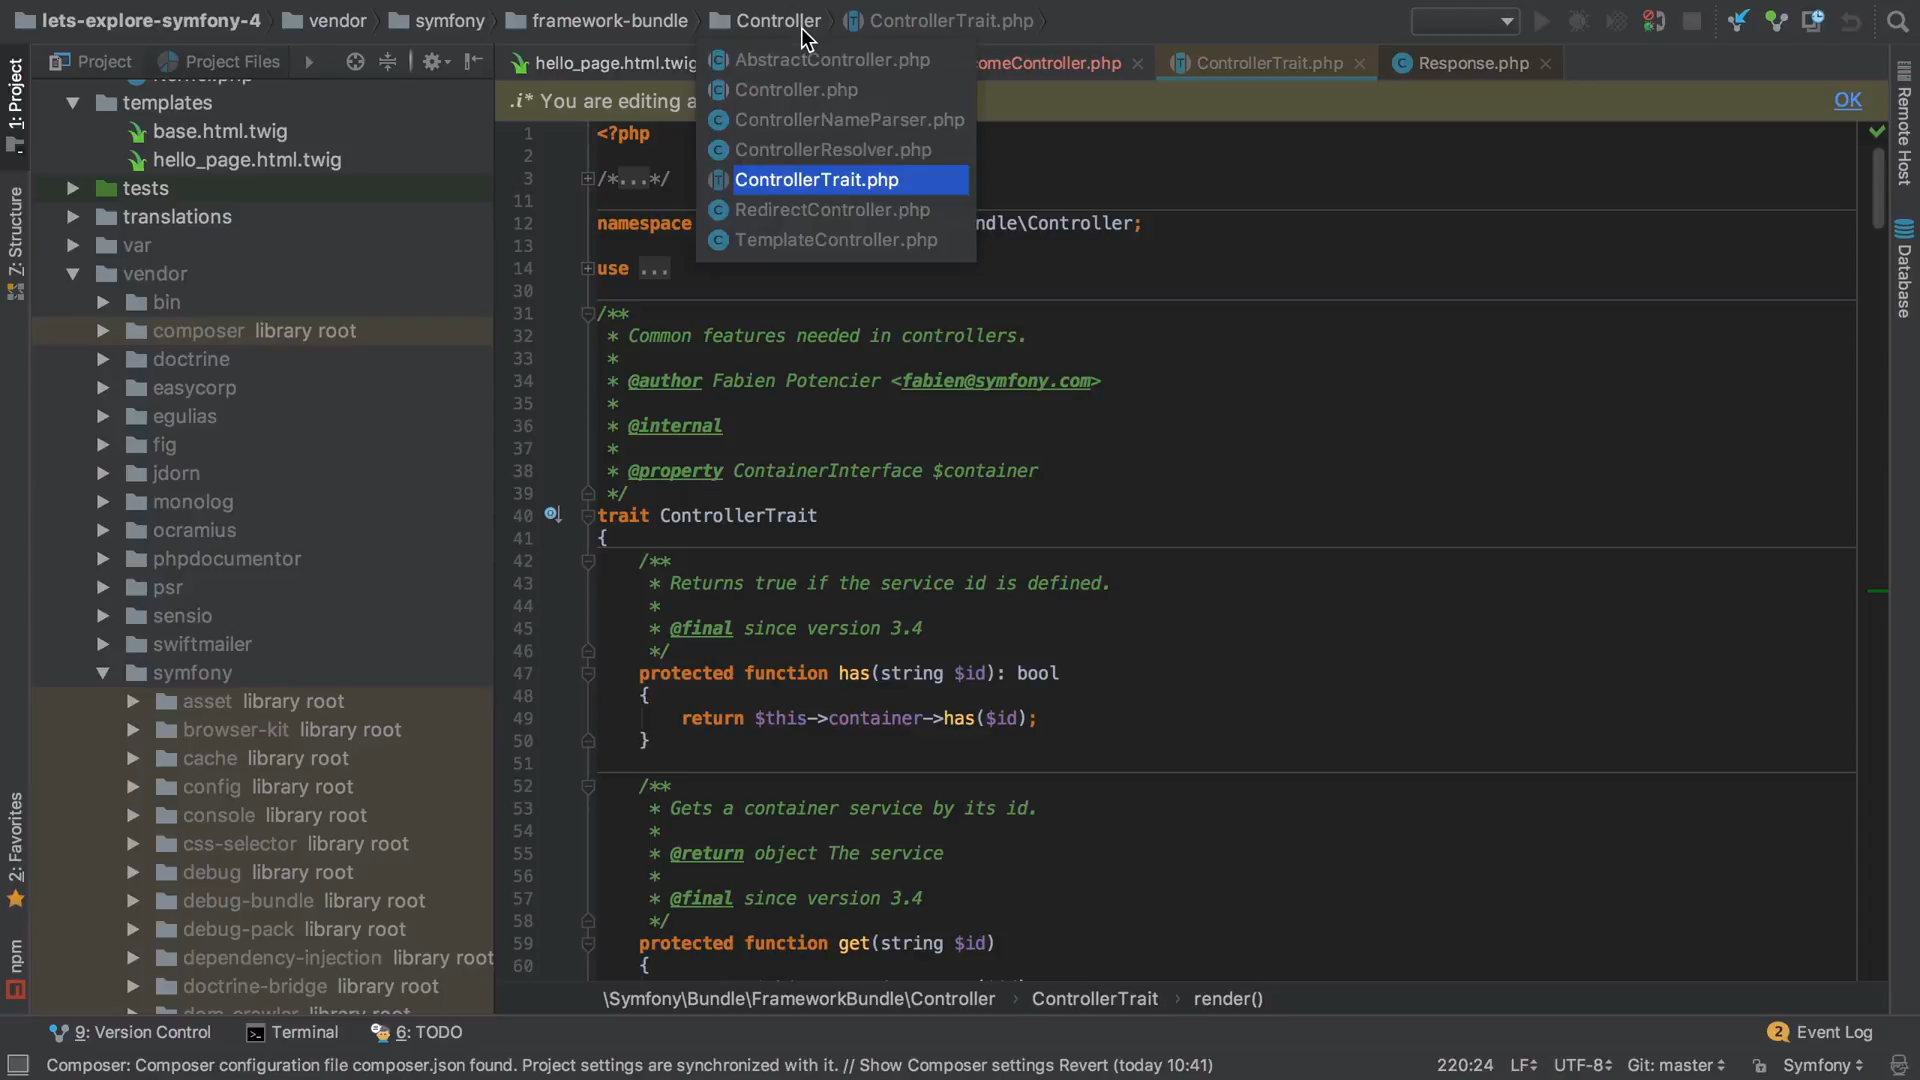 lets-explore-symfony-4
vendor
symfony
framework-bundle
Controller
ControllerTrait.php
1: Project
7: Structure
2: Favorites
npm
Project
Project Files
templates
base.html.twig
hello_page.html.twig
tests
translations
var
vendor
bin
composer library root
doctrine
easycorp
egulias
fig
jdorn
monolog
ocramius
phpdocumentor
psr
sensio
swiftmailer
symfony
asset library root
browser-kit library root
cache library root
config library root
console library root
css-selector library root
debug library root
debug-bundle library root
debug-pack library root
dependency-injection library root
doctrine-bridge library root
hello_page.html.twig
omeController.php
ControllerTrait.php
Response.php
AbstractController.php
Controller.php
ControllerNameParser.php
ControllerResolver.php
ControllerTrait.php
RedirectController.php
TemplateController.php
.i* You are editing a
OK
1 <?php
2
3 /*...*/
11
12 namespace ndle\Controller;
13
14 use ...
30
31 /**
32 * Common features needed in controllers.
33 *
34 * @author Fabien Potencier <fabien@symfony.com>
35 *
36 * @internal
37 *
38 * @property ContainerInterface $container
39 */
40 trait ControllerTrait
41 {
42 /**
43 * Returns true if the service id is defined.
44 *
45 * @final since version 3.4
46 */
47 protected function has(string $id): bool
48 {
49 return $this->container->has($id);
50 }
51
52 /**
53 * Gets a container service by its id.
54 *
55 * @return object The service
56 *
57 * @final since version 3.4
58 */
59 protected function get(string $id)
60 {
\Symfony\Bundle\FrameworkBundle\Controller › ControllerTrait › render()
Remote Host
Database
9: Version Control
Terminal
6: TODO
2 Event Log
Composer: Composer configuration file composer.json found. Project settings are synchronized with it. // Show Composer settings Revert (today 10:41)
220:24 LF UTF-8 Git: master Symfony